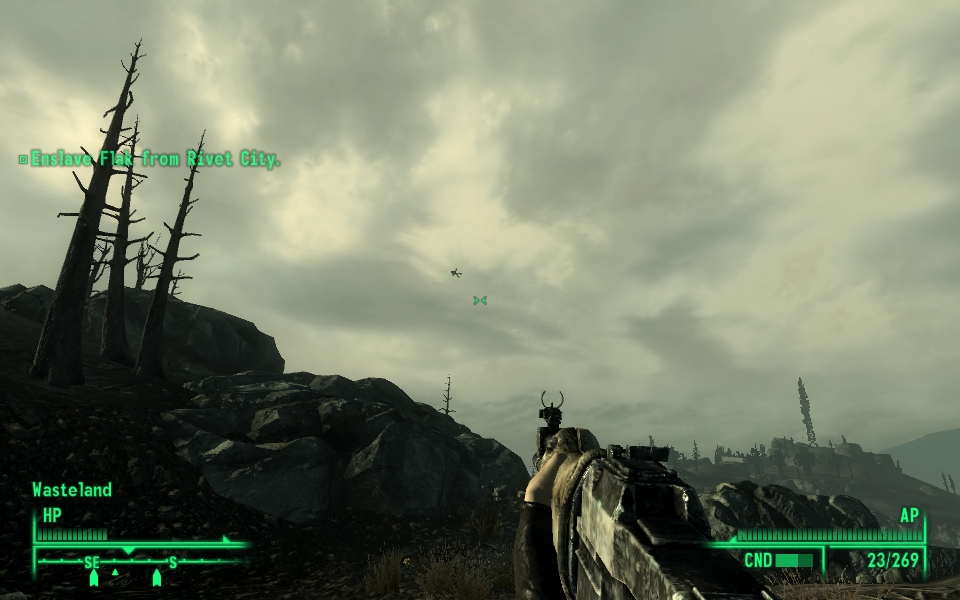 Enslave Flak from Rivet City.
Wasteland
HP
AP
SE S
CND 23/269